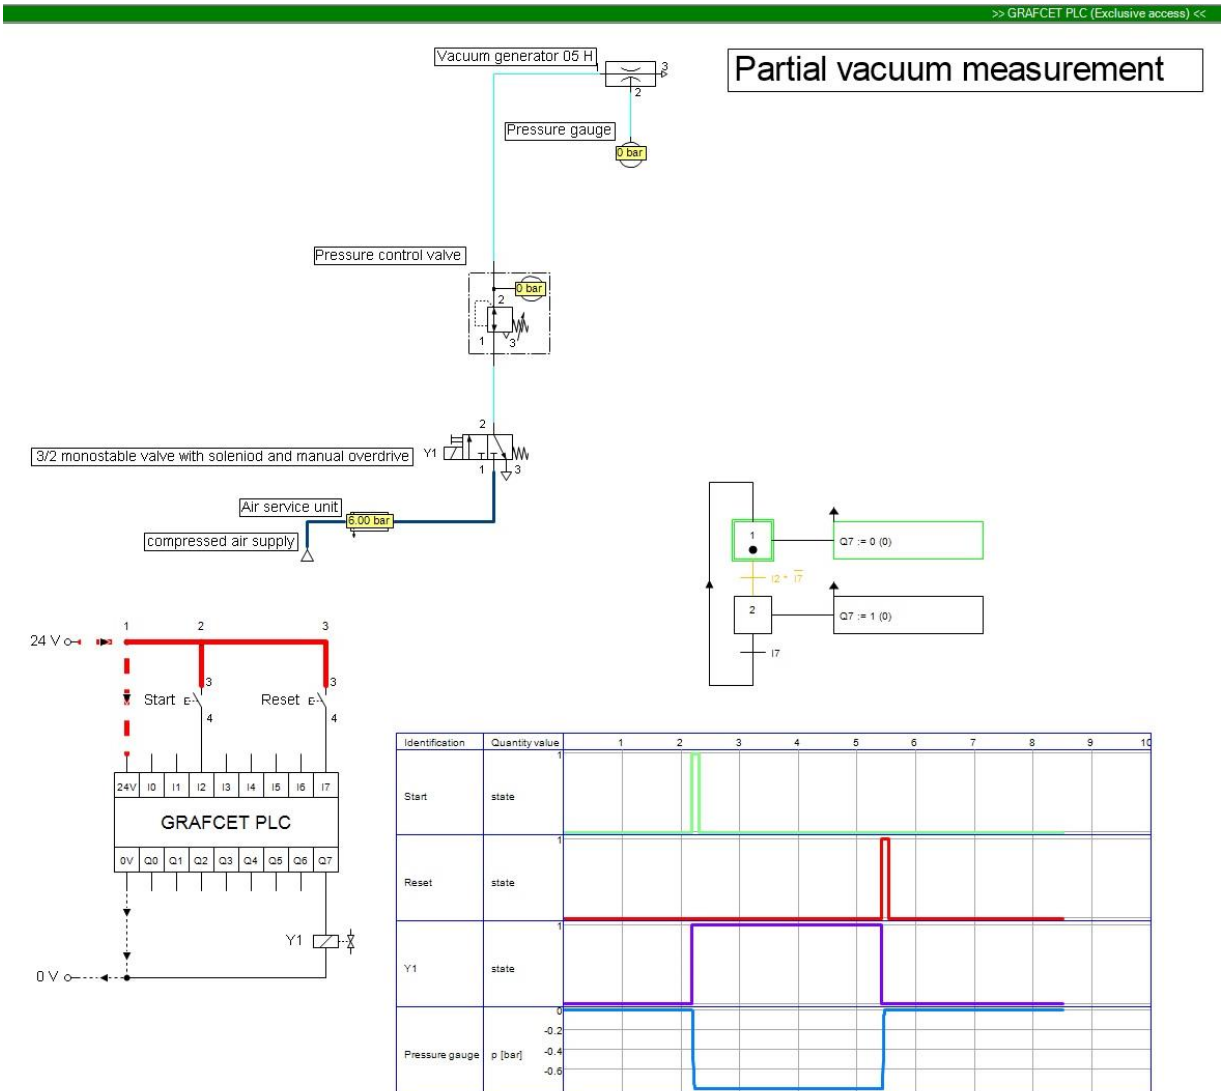 >> GRAFCET PLC (Exclusive access) <<
Partial vacuum measurement
Vacuum generator 05 H
3
2
Pressure gauge
0 bar
Pressure control valve
0 bar
2
1
3
2
3/2 monostable valve with soleniod and manual overdrive
Y1
1
3
Air service unit
6.00 bar
compressed air supply
1
Q7 := 0 (0)
I2 * I7
2
Q7 := 1 (0)
I7
1 2 3
24 V
3 3
Start Reset
4 4
24V I0 I1 I2 I3 I4 I5 I6 I7
GRAFCET PLC
0V Q0 Q1 Q2 Q3 Q4 Q5 Q6 Q7
Y1
0 V
Identification Quantity value 1 2 3 4 5 6 7 8 9 10
1
Start state
1
Reset state
1
Y1 state
0
-0.2
-0.4
Pressure gauge p [bar]
-0.6